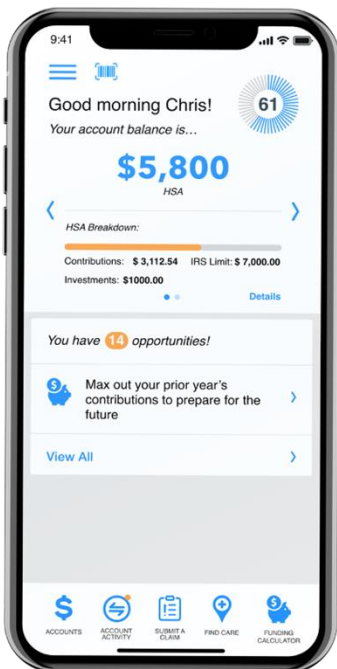 9:41
Good morning Chris!
61
Your account balance is...
$5,800
HSA
HSA Breakdown:
Contributions: $ 3,112.54 IRS Limit: $ 7,000.00
Investments: $1000.00
Details
You have 14 opportunities!
Max out your prior year's
contributions to prepare for the
future
View All
ACCOUNTS
ACCOUNT
ACTIVITY
SUBMIT A
CLAIM
FIND CARE
FUNDING
CALCULATOR